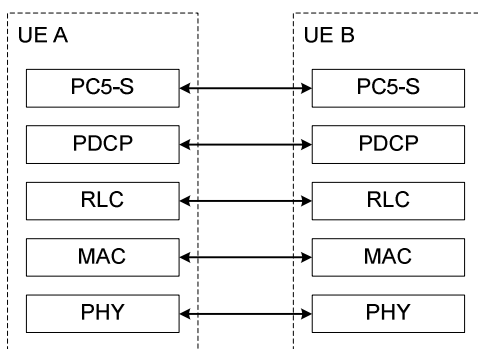 UE A UE B
PC5-S PC5-S
PDCP PDCP
RLC RLC
MAC MAC
PHY PHY